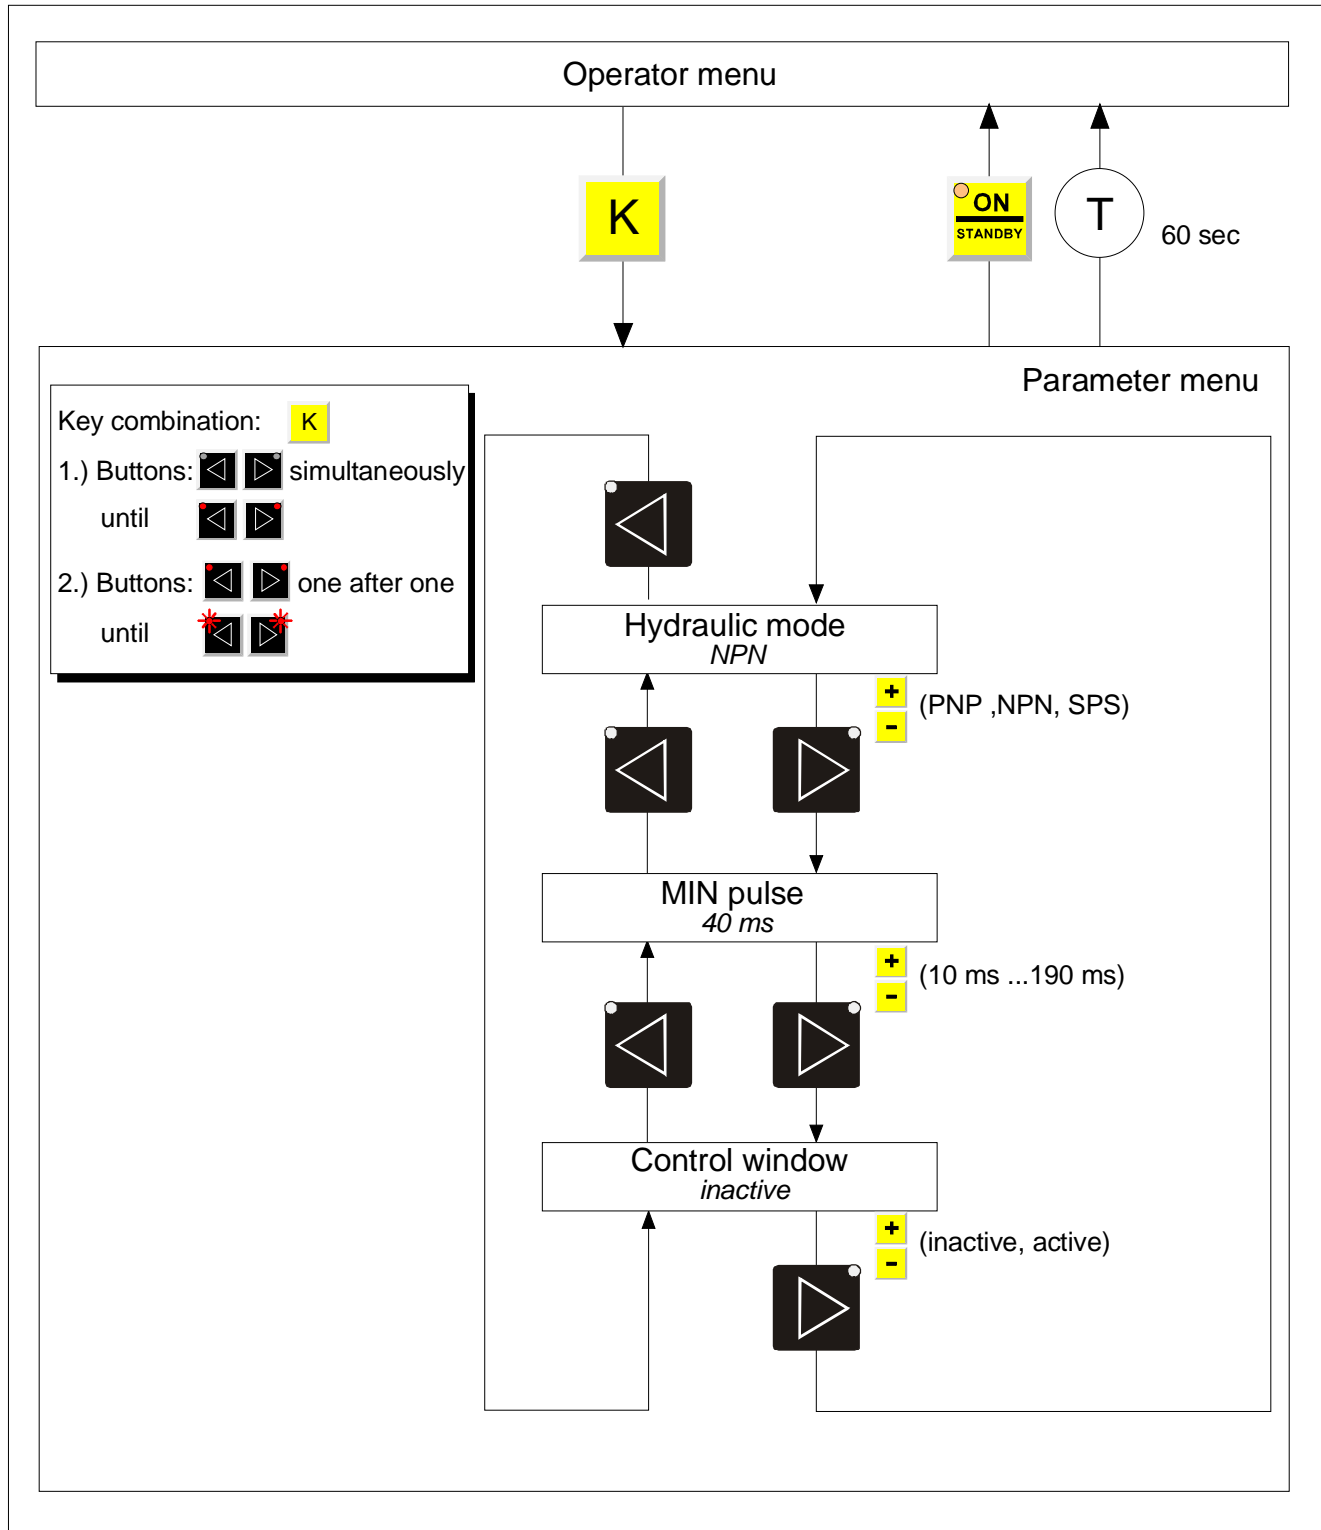 Operator menu
K
ON
STANDBY
T
60 sec
Parameter menu
Key combination: K
1.) Buttons: simultaneously
until
2.) Buttons: one after one
until
Hydraulic mode
NPN
+
(PNP ,NPN, SPS)
-
MIN pulse
40 ms
+
(10 ms ...190 ms)
-
Control window
inactive
+
(inactive, active)
-